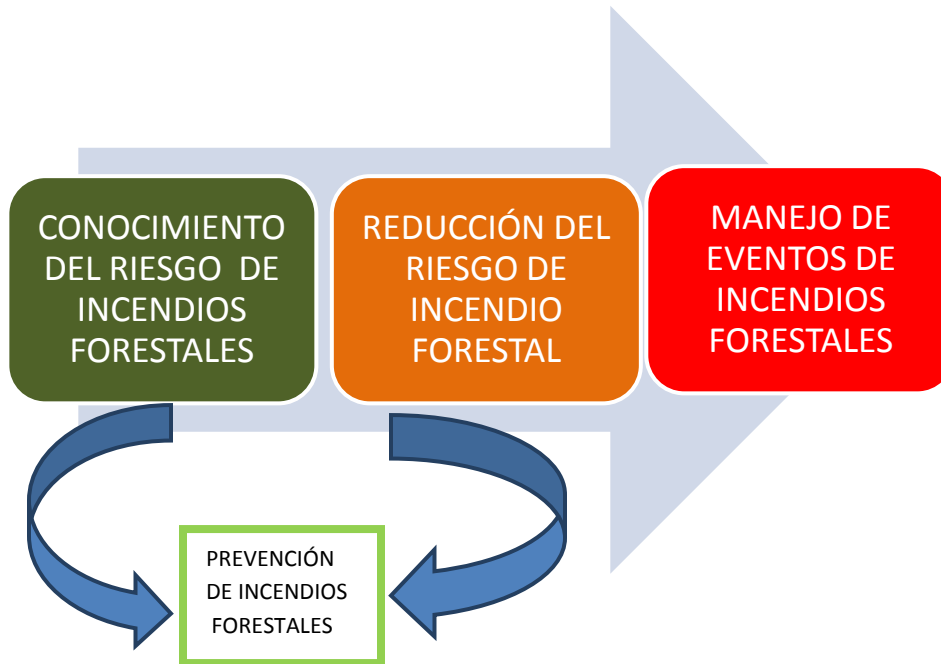 CONOCIMIENTO
DEL RIESGO DE
INCENDIOS
FORESTALES
REDUCCIÓN DEL
RIESGO DE
INCENDIO
FORESTAL
MANEJO DE
EVENTOS DE
INCENDIOS
FORESTALES
PREVENCIÓN
DE INCENDIOS
FORESTALES